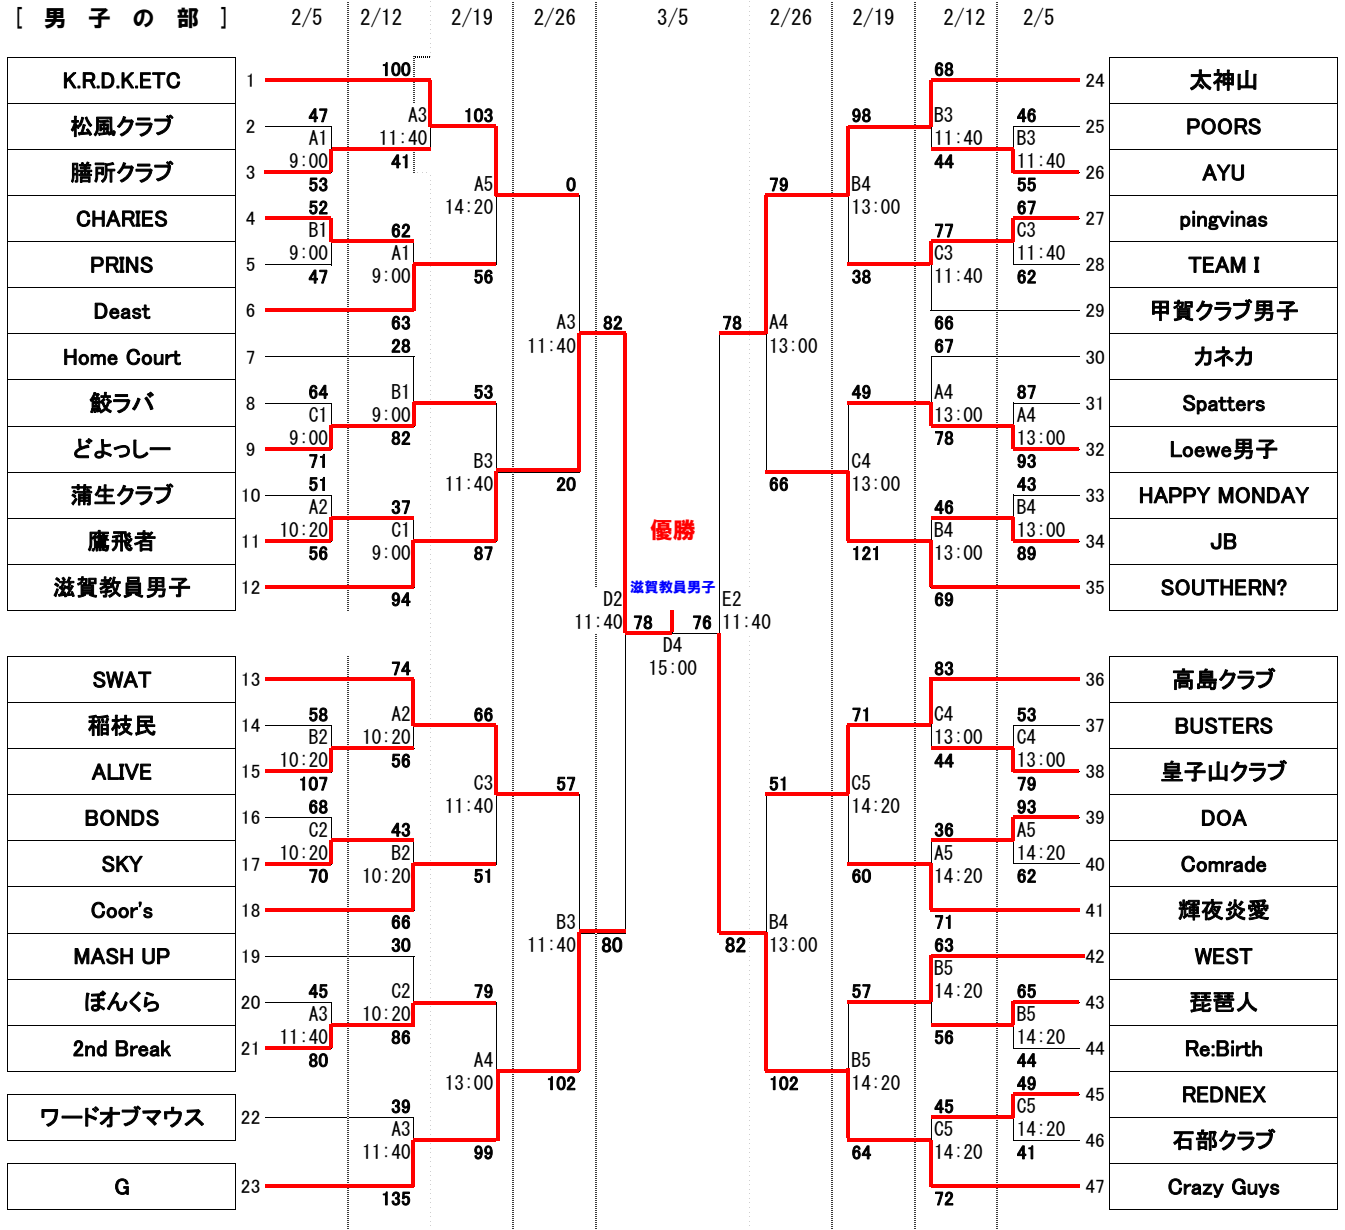 [ 男 子 の 部 ] 2/5 2/12 2/19 2/26 3/5 2/26 2/19 2/12 2/5
K.R.D.K.ETC 1 100 68 24 太神山
松風クラブ 2 47 A1 9:00 A3 11:40 103 98 B3 11:40 46 B3 11:40 25 POORS
膳所クラブ 3 53 41 44 55 26 AYU
CHARIES 4 52 B1 9:00 62 A5 14:20 0 79 B4 13:00 77 67 C3 11:40 27 pingvinas
PRINS 5 47 A1 9:00 56 38 C3 11:40 62 28 TEAM I
Deast 6 63 66 29 甲賀クラブ男子
Home Court 7 28 A3 11:40 82 78 A4 13:00 67 30 カネカ
鮫ラバ 8 64 C1 9:00 B1 9:00 53 49 A4 13:00 87 A4 13:00 31 Spatters
どよっしー 9 71 82 78 93 32 Loewe男子
蒲生クラブ 10 51 A2 10:20 37 B3 11:40 20 66 C4 13:00 46 43 B4 13:00 33 HAPPY MONDAY
鷹飛者 11 56 C1 9:00 87 優勝 121 B4 13:00 89 34 JB
滋賀教員男子 12 94 滋賀教員男子 69 35 SOUTHERN?
D2 11:40 78 76 E2 11:40
D4
15:00
SWAT 13 74 83 36 高島クラブ
稲枝民 14 58 B2 10:20 A2 10:20 66 71 C4 13:00 53 C4 13:00 37 BUSTERS
ALIVE 15 107 56 44 79 38 皇子山クラブ
BONDS 16 68 C2 10:20 43 C3 11:40 57 51 C5 14:20 36 93 A5 14:20 39 DOA
SKY 17 70 B2 10:20 51 60 A5 14:20 62 40 Comrade
Coor's 18 66 71 41 輝夜炎愛
MASH UP 19 30 B3 11:40 80 82 B4 13:00 63 42 WEST
ぼんくら 20 45 A3 11:40 C2 10:20 79 57 B5 14:20 65 B5 14:20 43 琵琶人
2nd Break 21 80 86 56 44 44 Re:Birth
A4 13:00 102 102 B5 14:20 49 C5 14:20 45 REDNEX
ワードオブマウス 22 39 A3 11:40 99 64 45 C5 14:20 41 46 石部クラブ
G 23 135 72 47 Crazy Guys